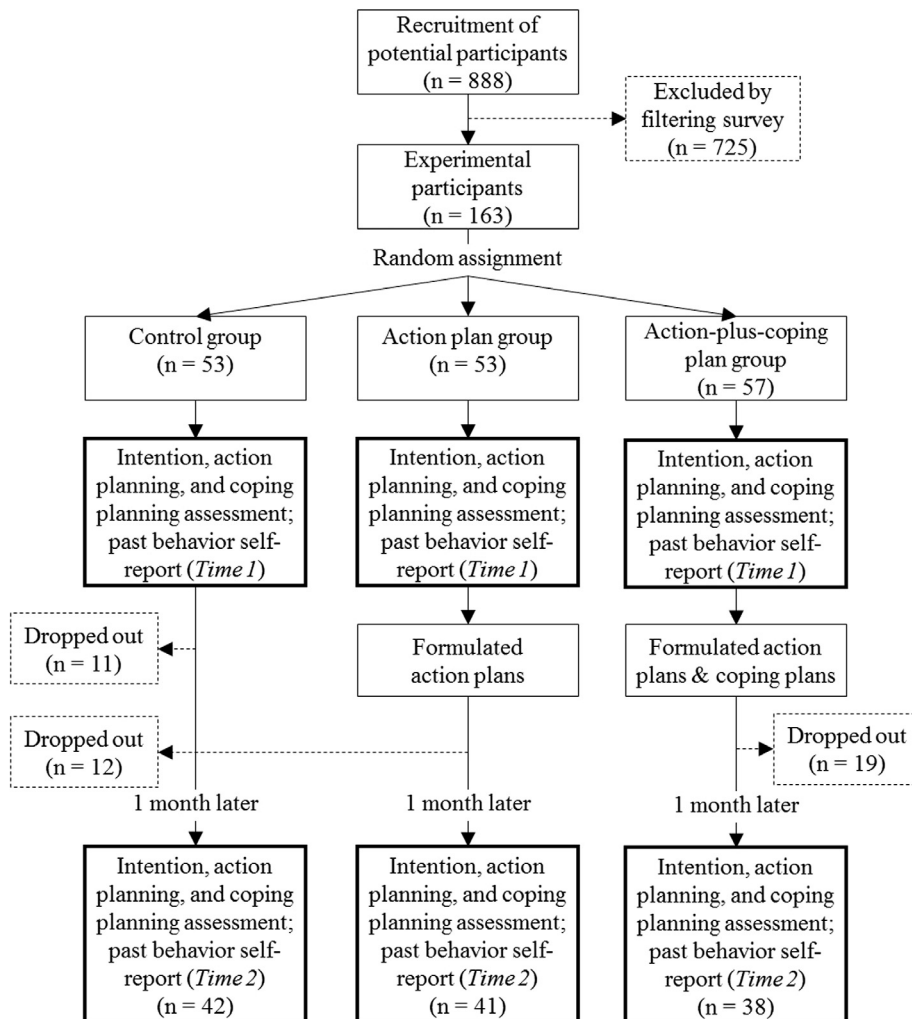 Recruitment of
potential participants
(n = 888)
Excluded by
filtering survey
(n = 725)
Experimental
participants
(n = 163)
Random assignment
Control group
(n = 53)
Action plan group
(n = 53)
Action-plus-coping
plan group
(n = 57)
Intention, action
planning, and coping
planning assessment;
past behavior self-
report (Time 1)
Intention, action
planning, and coping
planning assessment;
past behavior self-
report (Time 1)
Intention, action
planning, and coping
planning assessment;
past behavior self-
report (Time 1)
Dropped out
(n = 11)
Formulated
action plans
Formulated action
plans & coping plans
Dropped out
(n = 12)
Dropped out
(n = 19)
1 month later
1 month later
1 month later
Intention, action
planning, and coping
planning assessment;
past behavior self-
report (Time 2)
(n = 42)
Intention, action
planning, and coping
planning assessment;
past behavior self-
report (Time 2)
(n = 41)
Intention, action
planning, and coping
planning assessment;
past behavior self-
report (Time 2)
(n = 38)